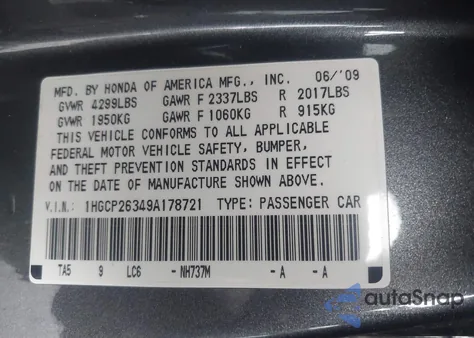 MFD. BY HONDA OF AMERICA MFG., INC. 06/'09
GVWR 4299LBS GAWR F 2337LBS R 2017LBS
GVWR 1950KG GAWR F 1060KG R 915KG
THIS VEHICLE CONFORMS TO ALL APPLICABLE
FEDERAL MOTOR VEHICLE SAFETY, BUMPER,
AND THEFT PREVENTION STANDARDS IN EFFECT
ON THE DATE OF MANUFACTURE SHOWN ABOVE.
V.I.N.: 1HGCP26349A178721 TYPE: PASSENGER CAR
TA5 9 LC6 -NH737M -A -A
autoSnap